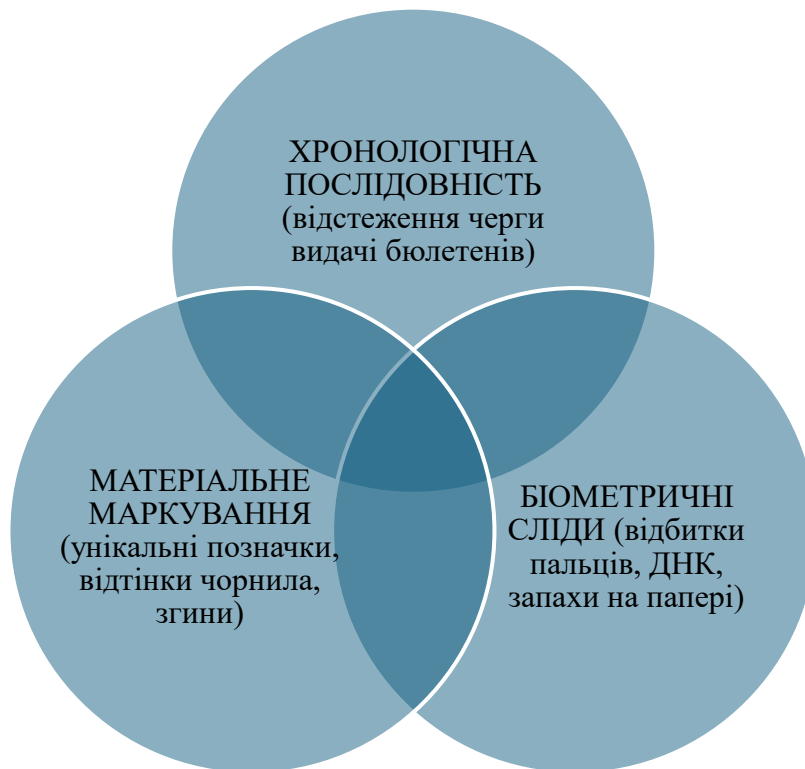 ХРОНОЛОГІЧНА
ПОСЛІДОВНІСТЬ
(відстеження черги
видачі бюлетенів)
МАТЕРІАЛЬНЕ
МАРКУВАННЯ
(унікальні позначки,
відтінки чорнила,
згини)
БІОМЕТРИЧНІ
СЛІДИ (відбитки
пальців, ДНК,
запахи на папері)